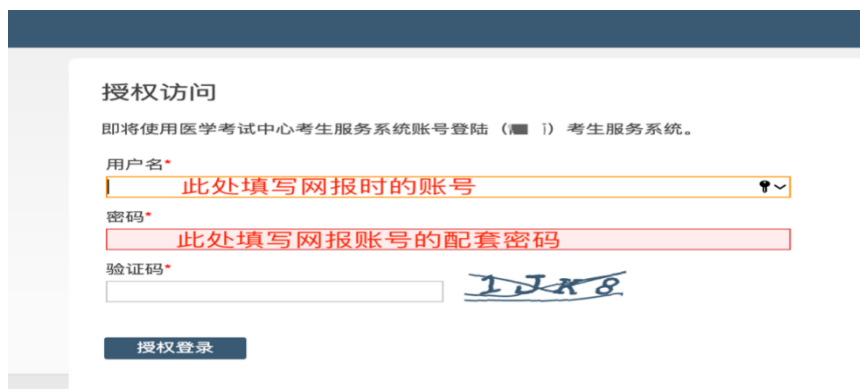 授权访问
即将使用医学考试中心考生服务系统账号登陆（ ）考生服务系统。
用户名*
此处填写网报时的账号
密码*
此处填写网报账号的配套密码
验证码*
1JK8
授权登录